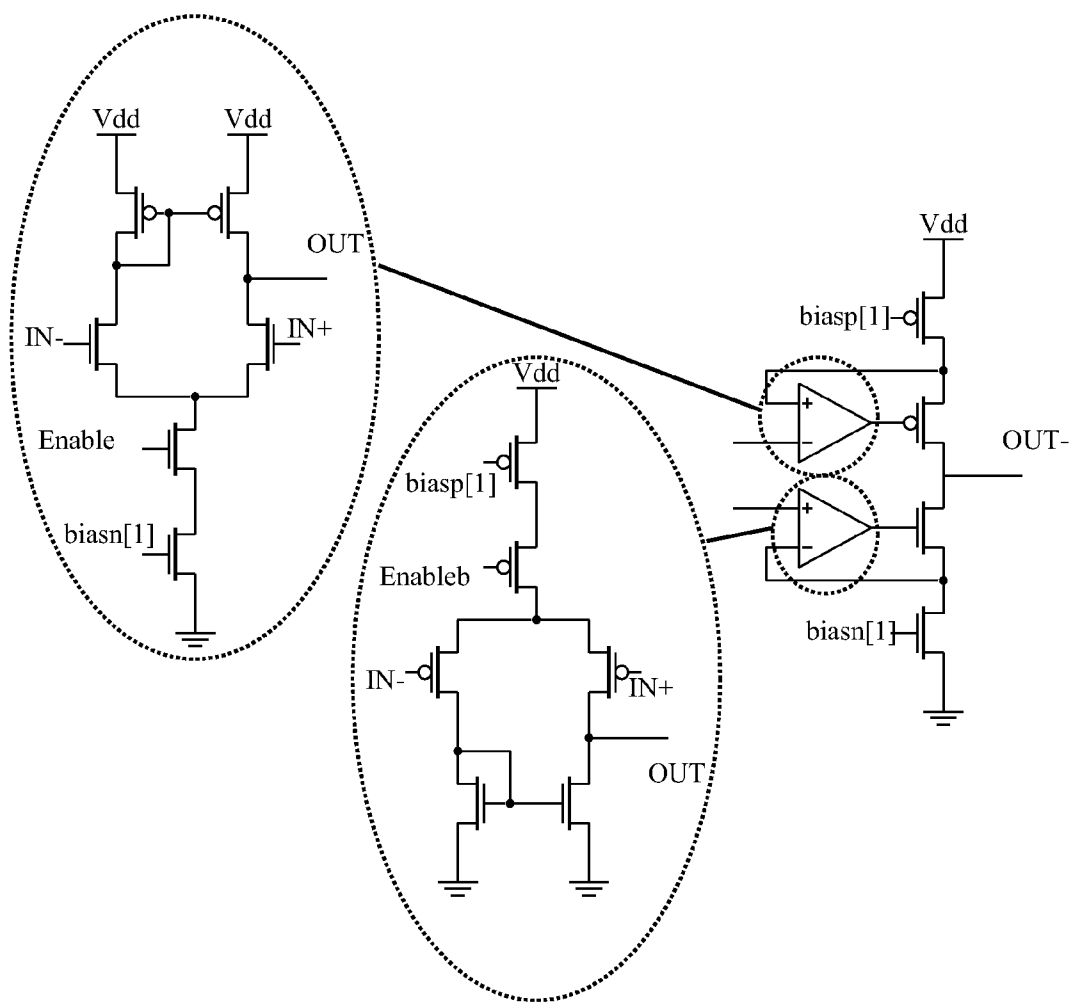 Vdd Vdd
OUT
IN- IN+
Enable
biasn[1]
Vdd
biasp[1]
Enableb
IN- IN+
OUT
Vdd
biasp[1]
+
−
OUT-
+
−
biasn[1]